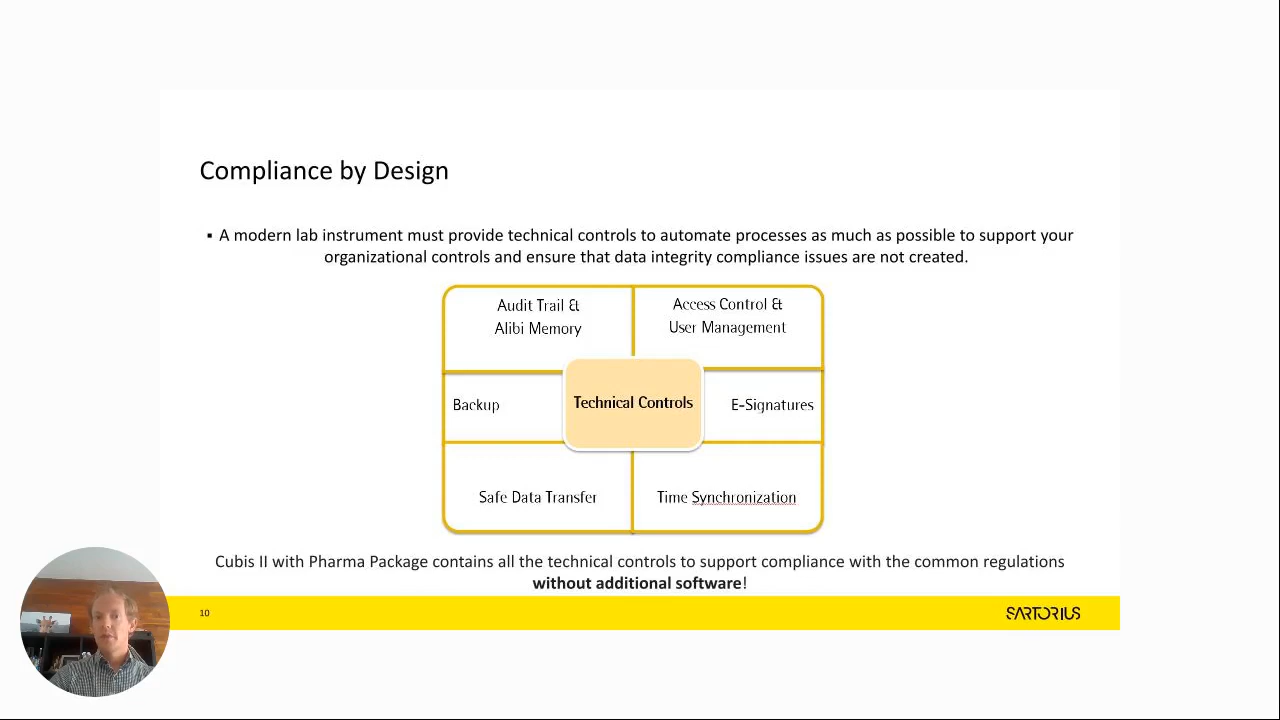 Compliance by Design
▪ A modern lab instrument must provide technical controls to automate processes as much as possible to support your
organizational controls and ensure that data integrity compliance issues are not created.
Audit Trail &
Alibi Memory
Access Control &
User Management
Backup
Technical Controls
E-Signatures
Safe Data Transfer
Time Synchronization
Cubis II with Pharma Package contains all the technical controls to support compliance with the common regulations
without additional software!
10
SARTORIUS